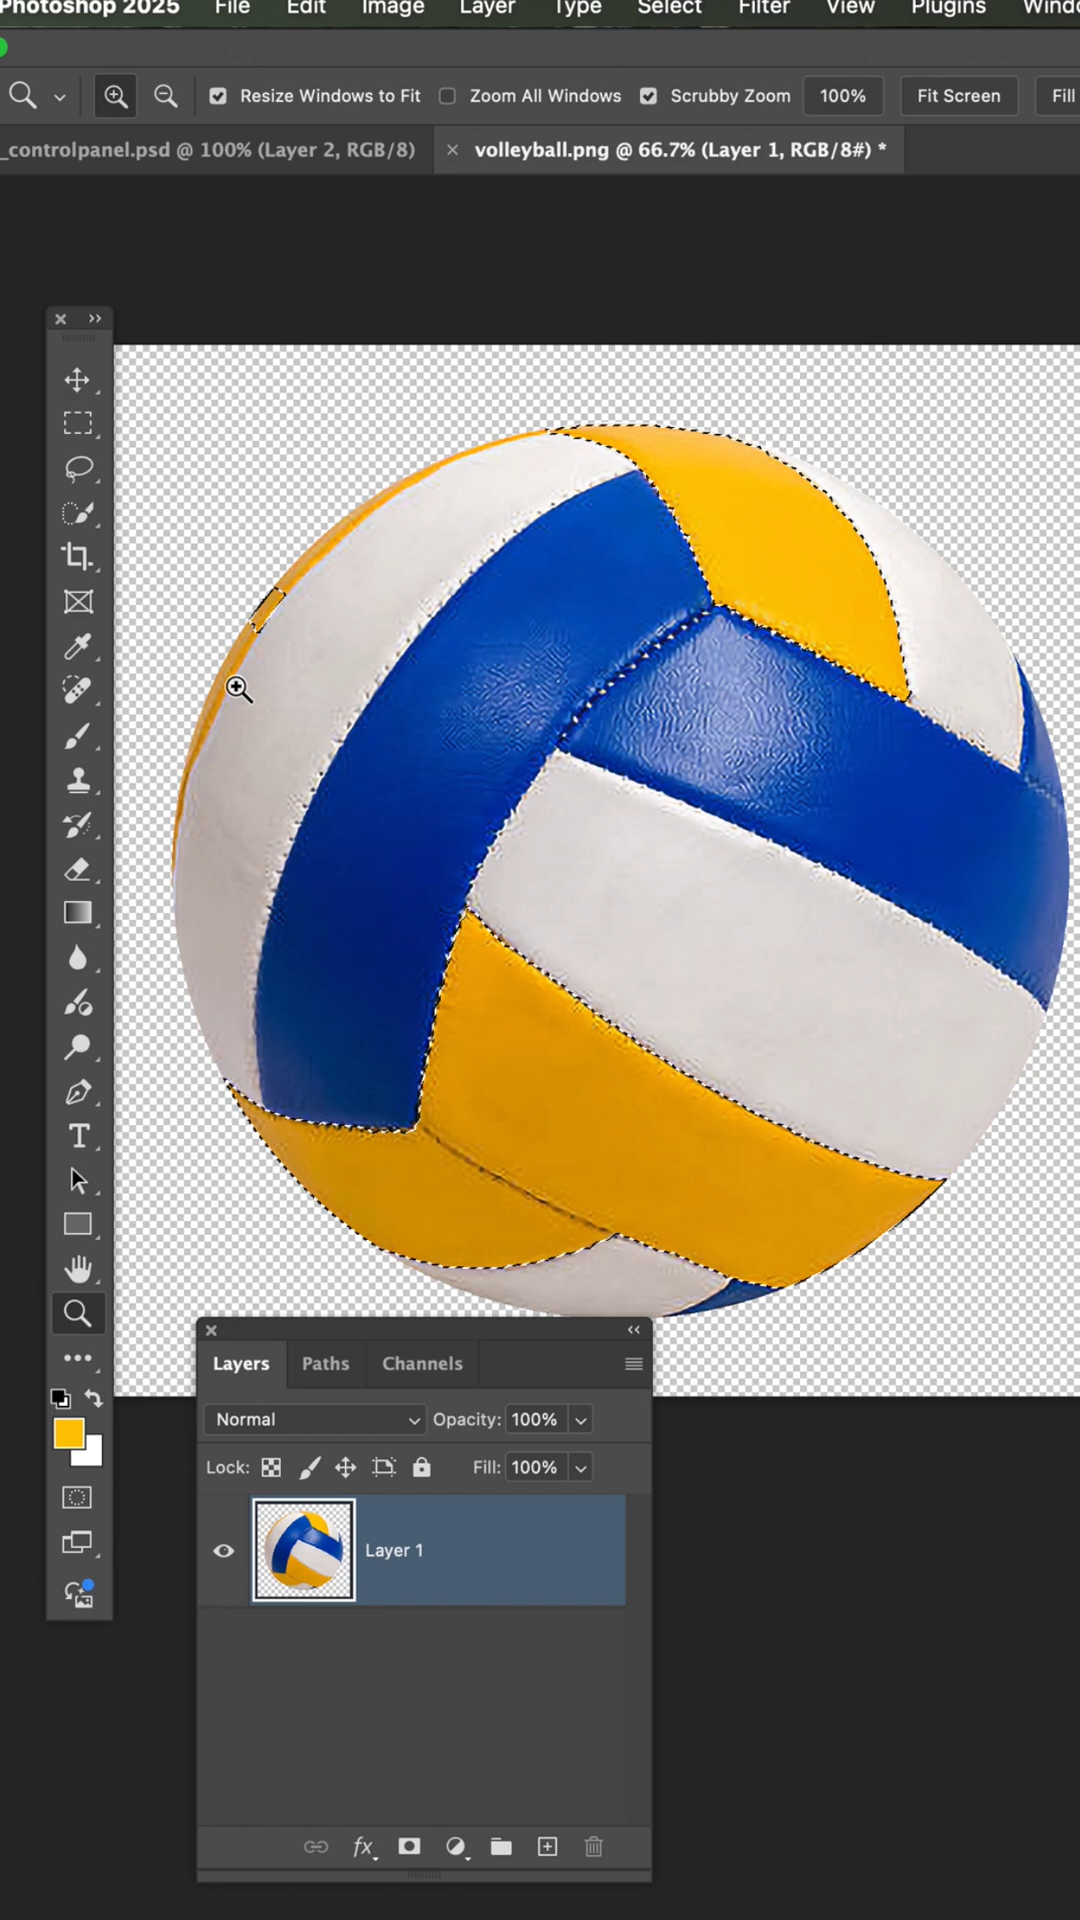 Photoshop 2025 File Edit Image Layer Type Select Filter View Plugins Windo
Resize Windows to Fit Zoom All Windows Scrubby Zoom 100% Fit Screen Fill
_controlpanel.psd @ 100% (Layer 2, RGB/8) × volleyball.png @ 66.7% (Layer 1, RGB/8#) *
Layers Paths Channels
Normal Opacity: 100%
Lock: Fill: 100%
Layer 1
fx